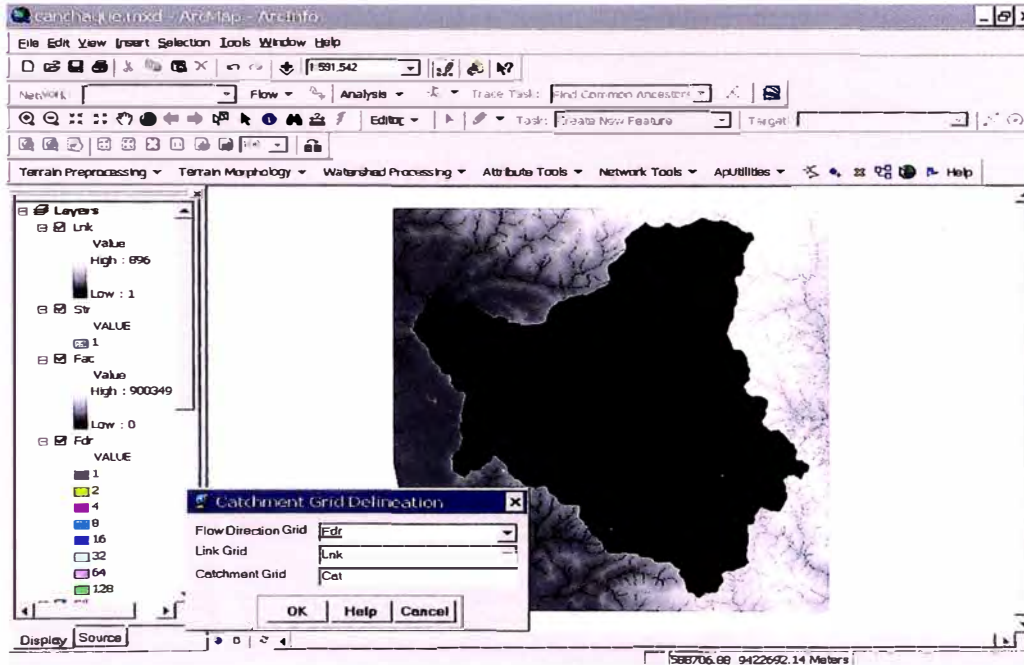 canchaque.mxd - ArcMap - ArcInfo
File Edit View Insert Selection Tools Window Help
1:591,542
Network: Flow Analysis Trace Task: Find Common Ancestors
Editor Task: Create New Feature Target:
Terrain Preprocessing Terrain Morphology Watershed Processing Attribute Tools Network Tools ApUtilities Help
Layers
Lnk
Value
High : 896
Low : 1
Str
VALUE
1
Fac
Value
High : 900349
Low : 0
Fdr
VALUE
1
2
4
8
16
32
64
128
Catchment Grid Delineation
Flow Direction Grid Fdr
Link Grid Lnk
Catchment Grid Cat
OK Help Cancel
Display Source
588706.88 9422692.14 Meters